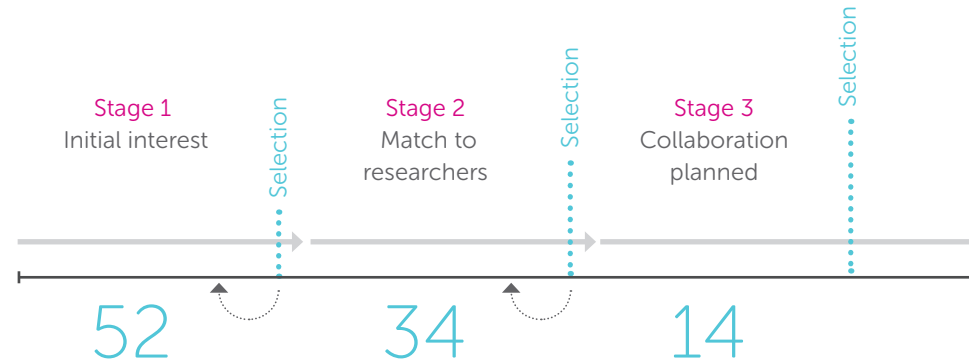 Stage 1
Initial interest
Selection
Stage 2
Match to
researchers
Selection
Stage 3
Collaboration
planned
Selection
52
34
14